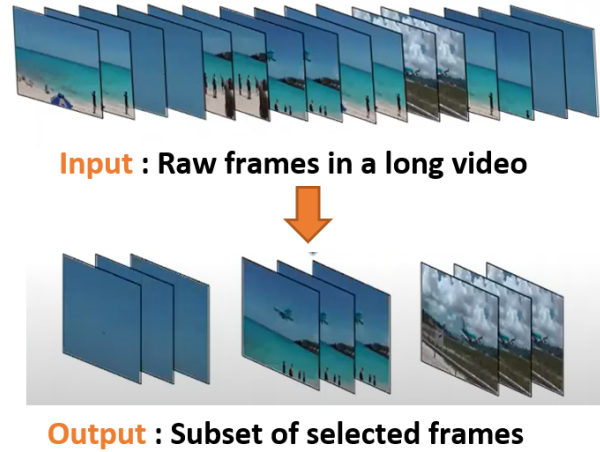 Input : Raw frames in a long video
Output : Subset of selected frames